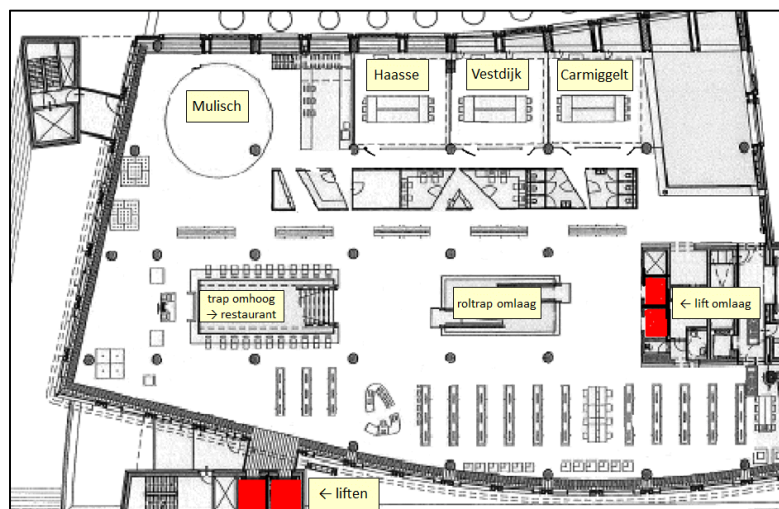 Haasse
Vestdijk
Carmiggelt
Mulisch
trap omhoog
→ restaurant
roltrap omlaag
← lift omlaag
← liften